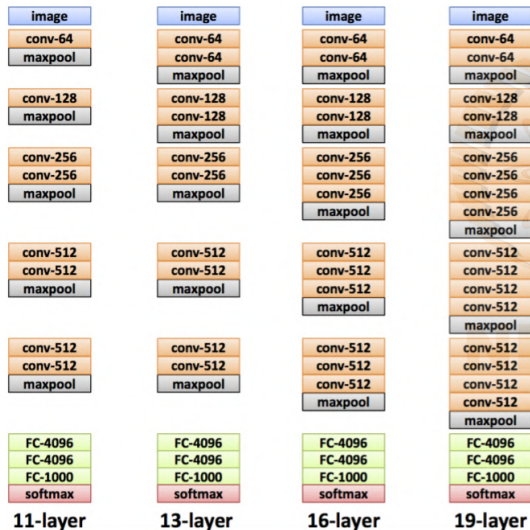 image
conv-64
maxpool
conv-128
maxpool
conv-256
conv-256
maxpool
conv-512
conv-512
maxpool
conv-512
conv-512
maxpool
FC-4096
FC-4096
FC-1000
softmax
11-layer
image
conv-64
conv-64
maxpool
conv-128
conv-128
maxpool
conv-256
conv-256
maxpool
conv-512
conv-512
maxpool
conv-512
conv-512
maxpool
FC-4096
FC-4096
FC-1000
softmax
13-layer
image
conv-64
conv-64
maxpool
conv-128
conv-128
maxpool
conv-256
conv-256
conv-256
maxpool
conv-512
conv-512
conv-512
maxpool
conv-512
conv-512
conv-512
maxpool
FC-4096
FC-4096
FC-1000
softmax
16-layer
image
conv-64
conv-64
maxpool
conv-128
conv-128
maxpool
conv-256
conv-256
conv-256
conv-256
maxpool
conv-512
conv-512
conv-512
conv-512
maxpool
conv-512
conv-512
conv-512
conv-512
maxpool
FC-4096
FC-4096
FC-1000
softmax
19-layer